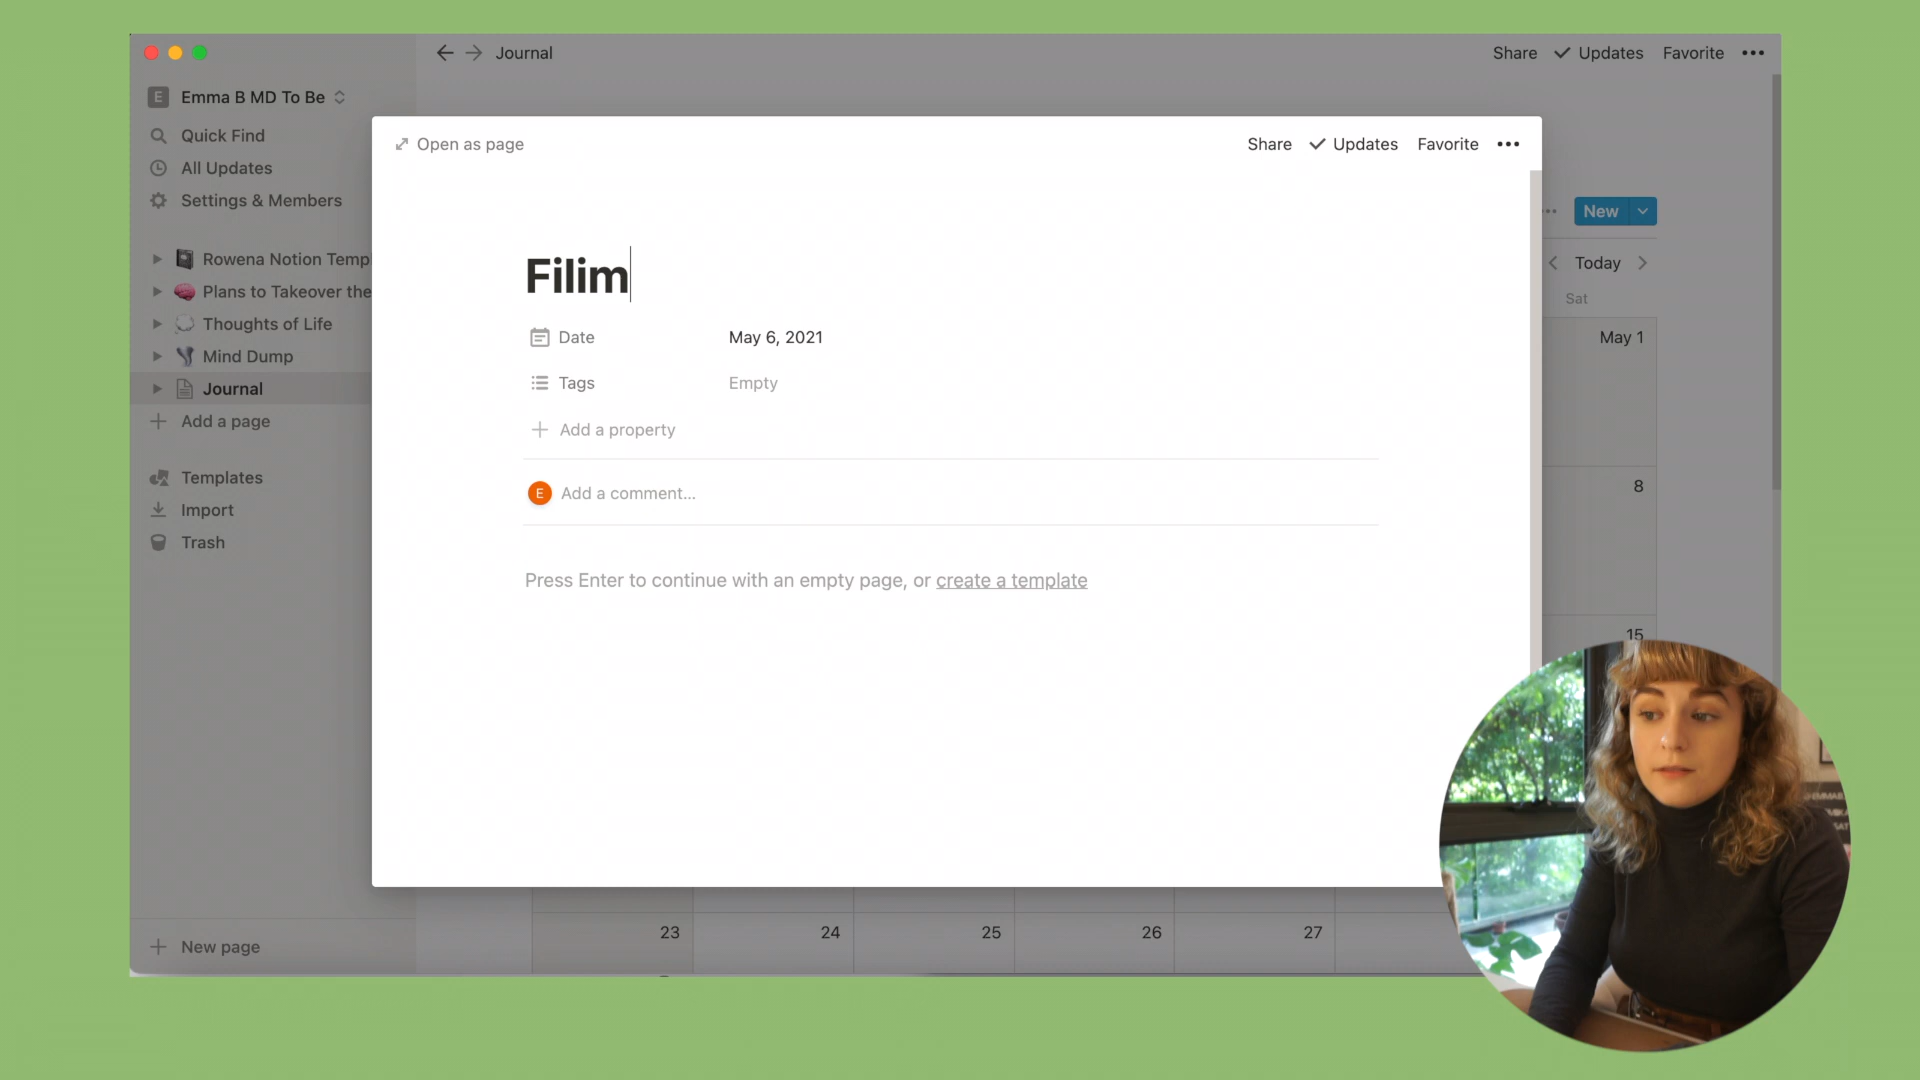 Journal
Share
Updates
Favorite
E
Emma B MD To Be
Quick Find
All Updates
Settings & Members
Rowena Notion Temp
Plans to Takeover the
Thoughts of Life
Mind Dump
Journal
Add a page
Templates
Import
Trash
New page
Open as page
Share
Updates
Favorite
Filim
Date
May 6, 2021
Tags
Empty
Add a property
E
Add a comment...
Press Enter to continue with an empty page, or create a template
New
Today
Sat
May 1
8
15
23
24
25
26
27